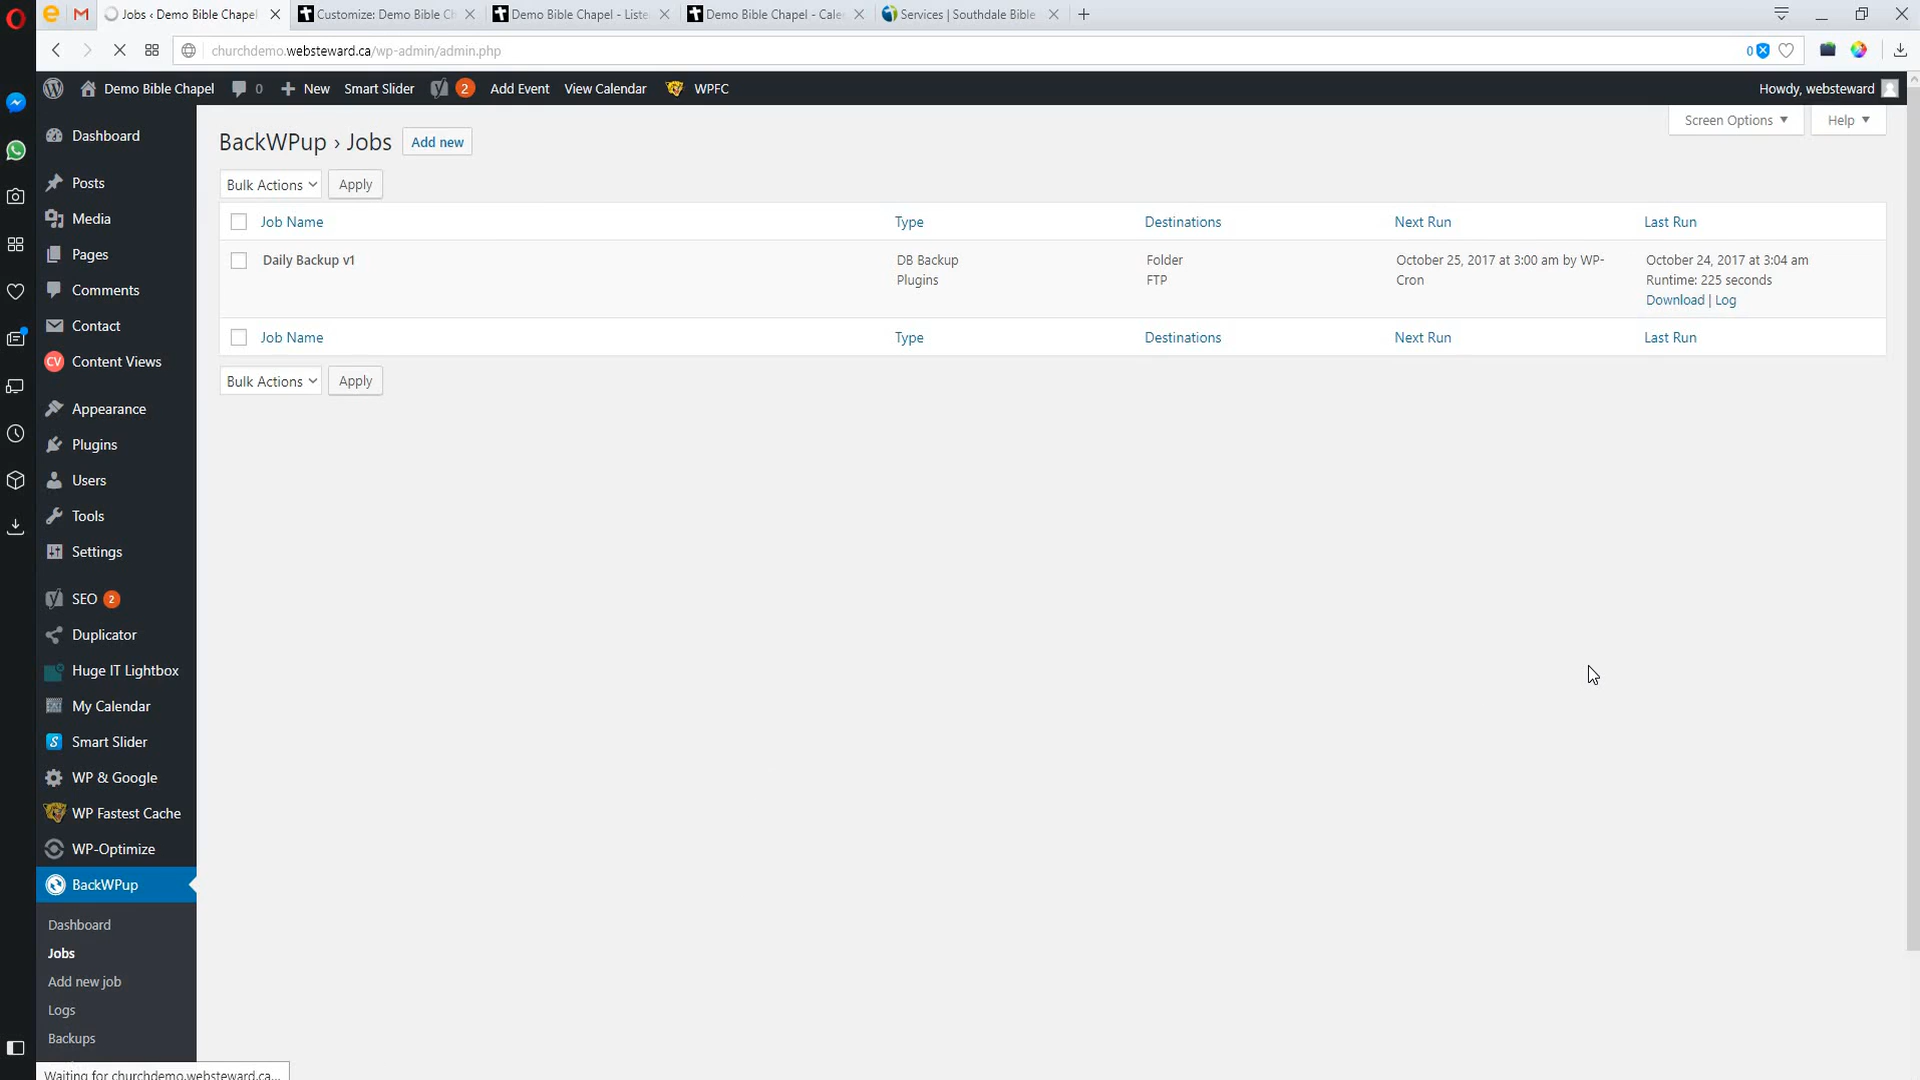 Jobs ‹ Demo Bible Chapel
Customize: Demo Bible Ch
Demo Bible Chapel - Liste
Demo Bible Chapel - Cale
Services | Southdale Bible
churchdemo.websteward.ca/wp-admin/admin.php
0
Demo Bible Chapel
0
New
Smart Slider
2
Add Event
View Calendar
WPFC
Howdy, websteward
Screen Options
Help
BackWPup › Jobs
Add new
Bulk Actions
Apply
Job Name
Type
Destinations
Next Run
Last Run
Daily Backup v1
DB Backup
Plugins
Folder
FTP
October 25, 2017 at 3:00 am by WP-
Cron
October 24, 2017 at 3:04 am
Runtime: 225 seconds
Download | Log
Job Name
Type
Destinations
Next Run
Last Run
Bulk Actions
Apply
Dashboard
Posts
Media
Pages
Comments
Contact
CV
Content Views
Appearance
Plugins
Users
Tools
Settings
SEO 2
Duplicator
Huge IT Lightbox
My Calendar
Smart Slider
WP & Google
WP Fastest Cache
WP-Optimize
BackWPup
Dashboard
Jobs
Add new job
Logs
Backups
Waiting for churchdemo.websteward.ca...